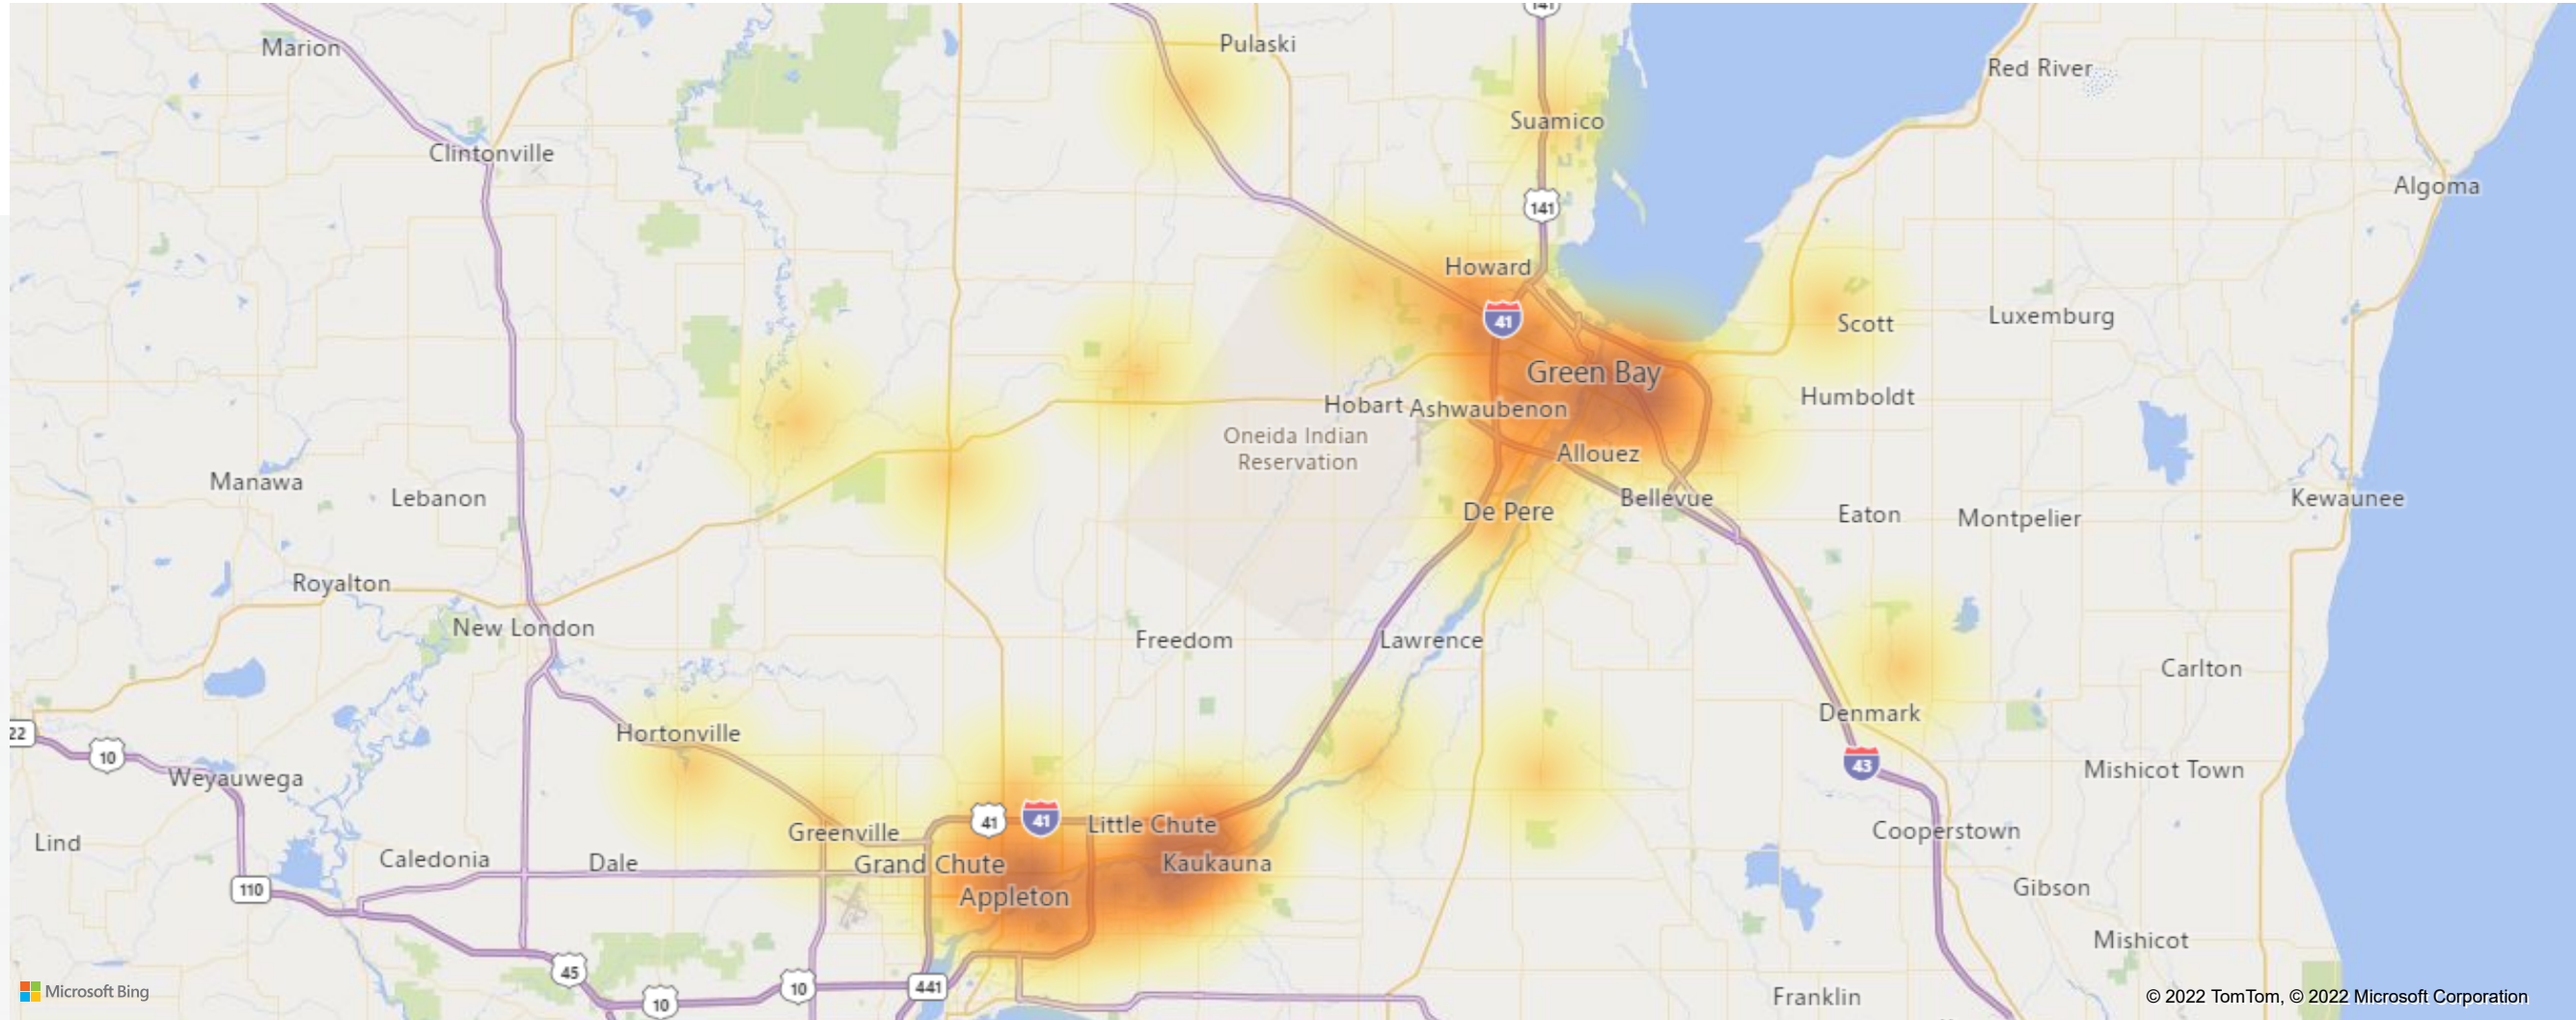 141
Marion
Pulaski
Red River
Suamico
Clintonville
Algoma
141
Howard
41
Scott
Luxemburg
Green Bay
Humboldt
Hobart
Ashwaubenon
Oneida Indian
Reservation
Allouez
Manawa
Lebanon
Bellevue
Kewaunee
De Pere
Eaton
Montpelier
Royalton
New London
Freedom
Lawrence
Carlton
Denmark
Hortonville
22
10
43
Mishicot Town
Weyauwega
41
41
Little Chute
Cooperstown
Greenville
Lind
Caledonia
Dale
Grand Chute
Kaukauna
110
Gibson
Appleton
Mishicot
45
10
441
10
Microsoft Bing
Franklin
© 2022 TomTom, © 2022 Microsoft Corporation